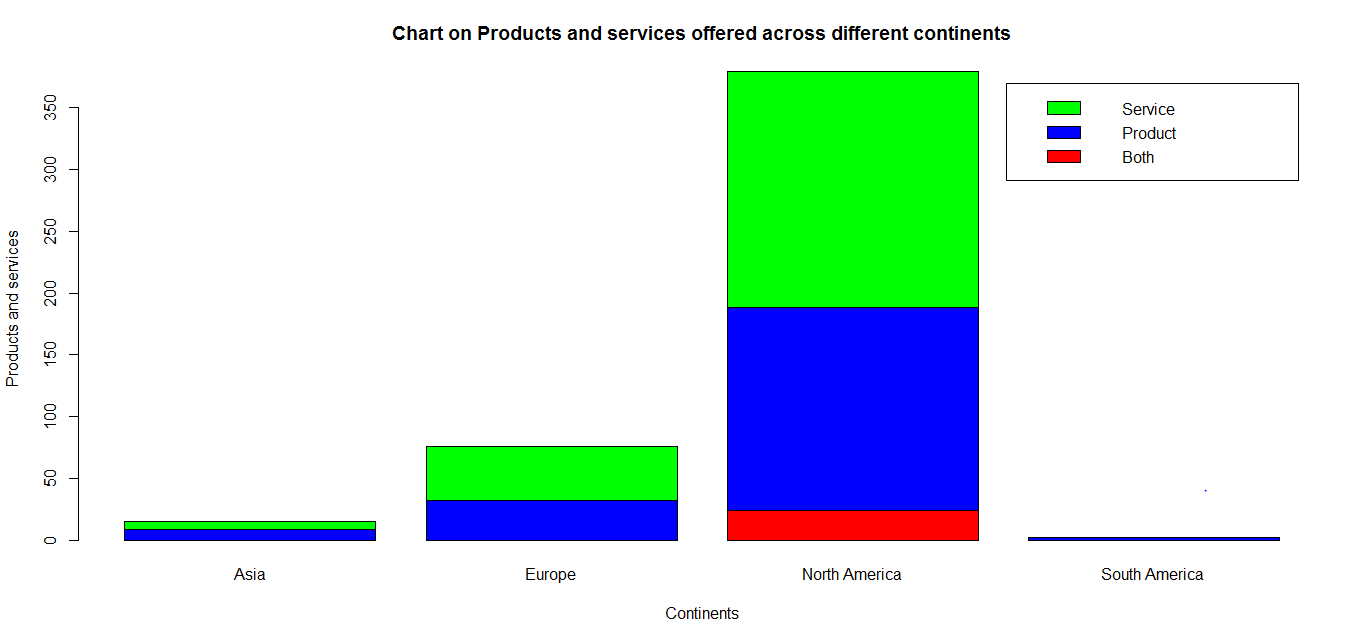 Chart on Products and services offered across different continents
Service
Product
Both
350
300
250
200
150
100
50
0
Products and services
Asia
Europe
North America
South America
Continents